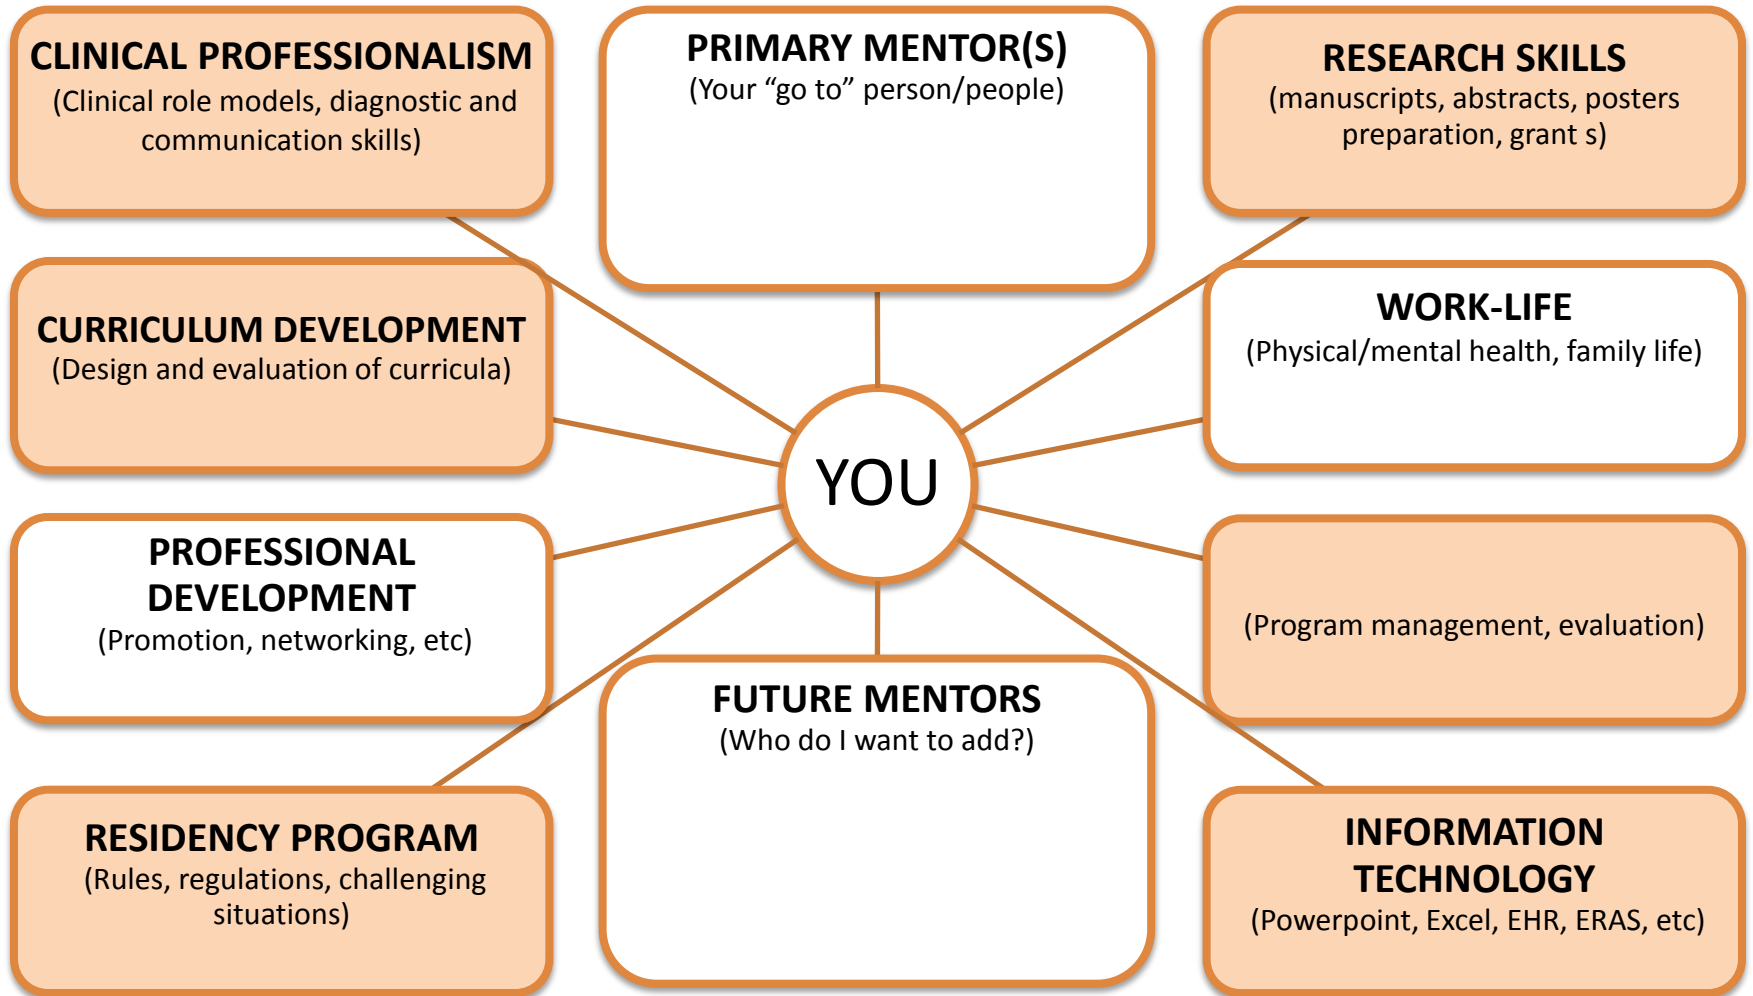 CLINICAL PROFESSIONALISM
(Clinical role models, diagnostic and
communication skills)
PRIMARY MENTOR(S)
(Your “go to” person/people)
RESEARCH SKILLS
(manuscripts, abstracts, posters
preparation, grant s)
CURRICULUM DEVELOPMENT
(Design and evaluation of curricula)
WORK-LIFE
(Physical/mental health, family life)
YOU
PROFESSIONAL
DEVELOPMENT
(Promotion, networking, etc)
(Program management, evaluation)
FUTURE MENTORS
(Who do I want to add?)
RESIDENCY PROGRAM
(Rules, regulations, challenging
situations)
INFORMATION
TECHNOLOGY
(Powerpoint, Excel, EHR, ERAS, etc)